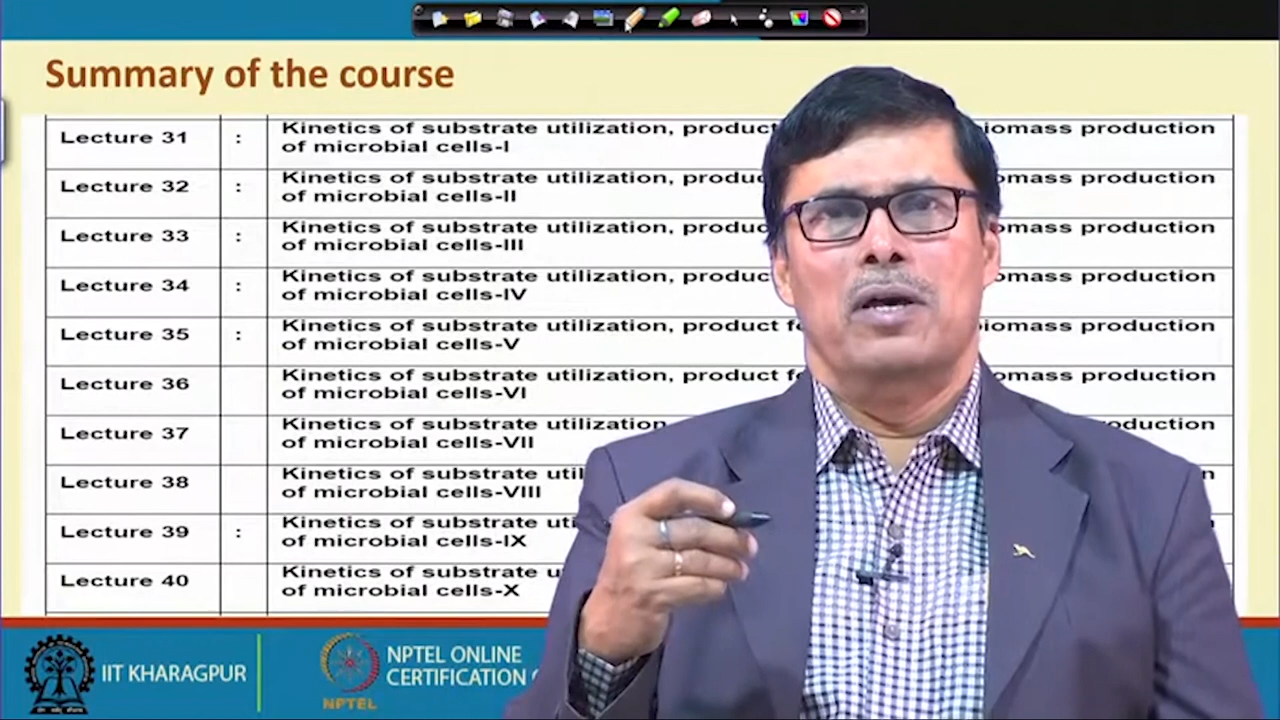 Summary of the course
Lecture 31 : Kinetics of substrate utilization, product iomass production
of microbial cells-I
Lecture 32 : Kinetics of substrate utilization, produc omass production
of microbial cells-II
Lecture 33 : Kinetics of substrate utilization, produc omass production
of microbial cells-III
Lecture 34 : Kinetics of substrate utilization, produc omass production
of microbial cells-IV
Lecture 35 : Kinetics of substrate utilization, product fo iomass production
of microbial cells-V
Lecture 36 Kinetics of substrate utilization, product fo omass production
of microbial cells-VI
Lecture 37 Kinetics of substrate utilization, roduction
of microbial cells-VII
Lecture 38 Kinetics of substrate util n
of microbial cells-VIII
Lecture 39 : Kinetics of substrate uti
of microbial cells-IX
Lecture 40 Kinetics of substrate u
of microbial cells-X
IIT KHARAGPUR
NPTEL ONLINE
CERTIFICATION
NPTEL